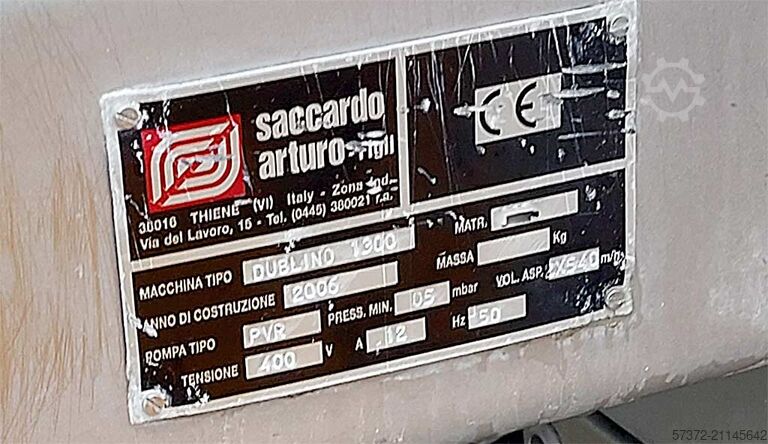 saccardo
arturo e figli
CE
36016 THIENE (VI) Italy - Zona Ind.
Via del Lavoro, 15 - Tel. (0445) 380021 r.a.
MACCHINA TIPO DUBLINO 1300 MATR.
ANNO DI COSTRUZIONE 2006 MASSA Kg
POMPA TIPO PVR PRESS. MIN. 05 mbar VOL. ASP. 2X540
TENSIONE 400 V A 12 Hz 50
57372-21145642